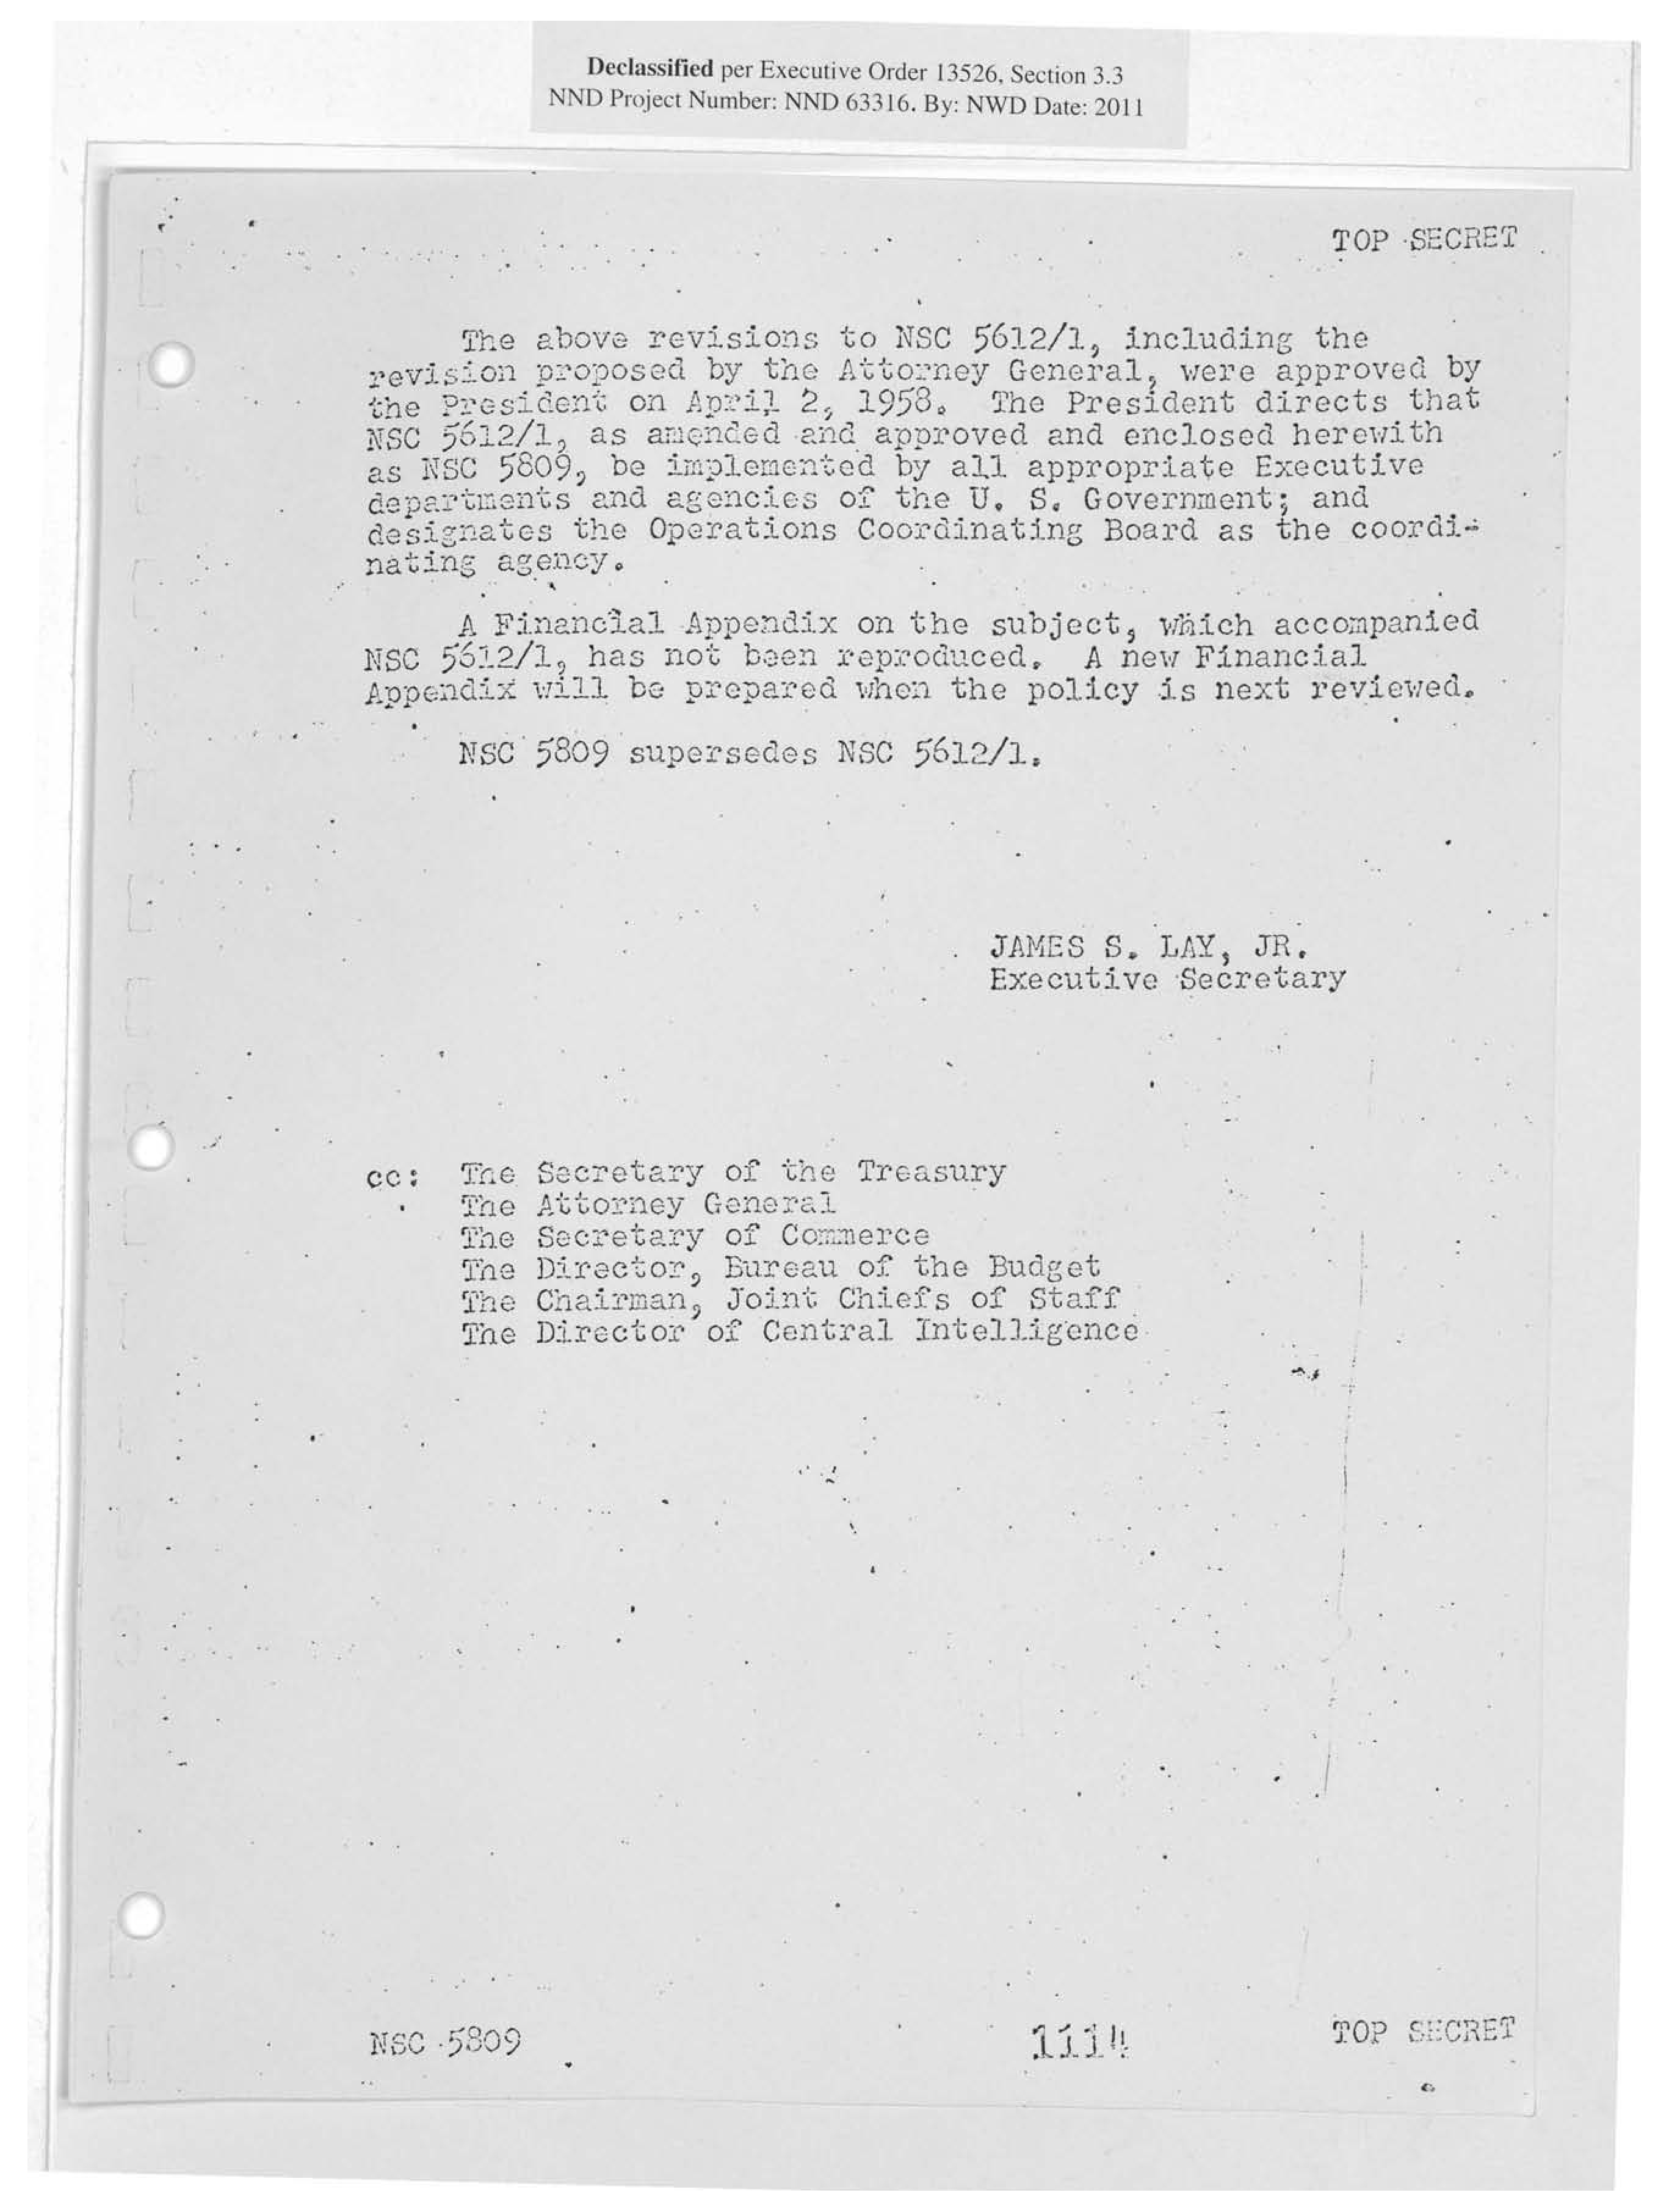 Declassified per Executive Order 13526, Section 3.3
NND Project Number: NND 63316. By: NWD Date: 2011
TOP SECRET
The above revisions to NSC 5612/1, including the
revision proposed by the Attorney General, were approved by
the President on April 2, 1958. The President directs that
NSC 5612/1, as amended and approved and enclosed herewith
as NSC 5809, be implemented by all appropriate Executive
departments and agencies of the U. S. Government; and
designates the Operations Coordinating Board as the coordi-
nating agency.
A Financial Appendix on the subject, which accompanied
NSC 5612/1, has not been reproduced. A new Financial
Appendix will be prepared when the policy is next reviewed.
NSC 5809 supersedes NSC 5612/1.
JAMES S. LAY, JR.
Executive Secretary
cc: The Secretary of the Treasury
The Attorney General
The Secretary of Commerce
The Director, Bureau of the Budget
The Chairman, Joint Chiefs of Staff
The Director of Central Intelligence
NSC 5809
1114
TOP SECRET